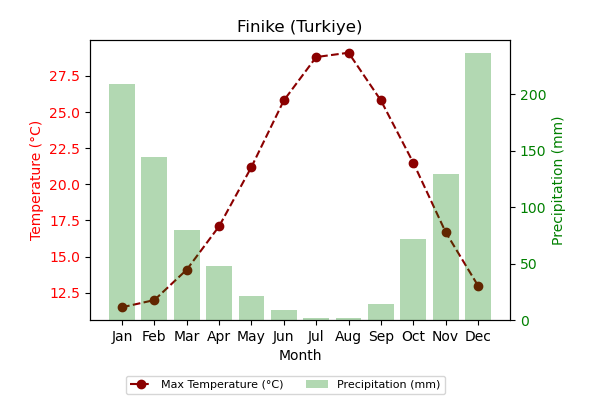 Finike (Turkiye)
Temperature (°C)
27.5
25.0
22.5
20.0
17.5
15.0
12.5
200
150
100
50
0
Precipitation (mm)
Jan Feb Mar Apr May Jun Jul Aug Sep Oct Nov Dec
Month
Max Temperature (°C) Precipitation (mm)